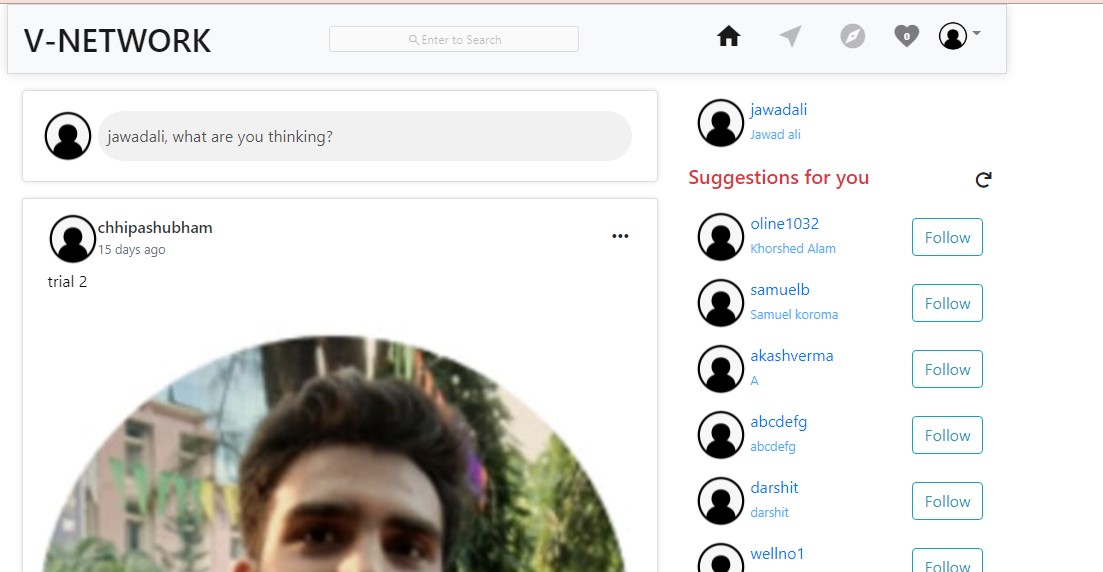 V-NETWORK
Enter to Search
0
jawadali, what are you thinking?
chhipashubham
15 days ago
trial 2
jawadali
Jawad ali
Suggestions for you
oline1032
Khorshed Alam
Follow
samuelb
Samuel koroma
Follow
akashverma
A
Follow
abcdefg
abcdefg
Follow
darshit
darshit
Follow
wellno1
Follow